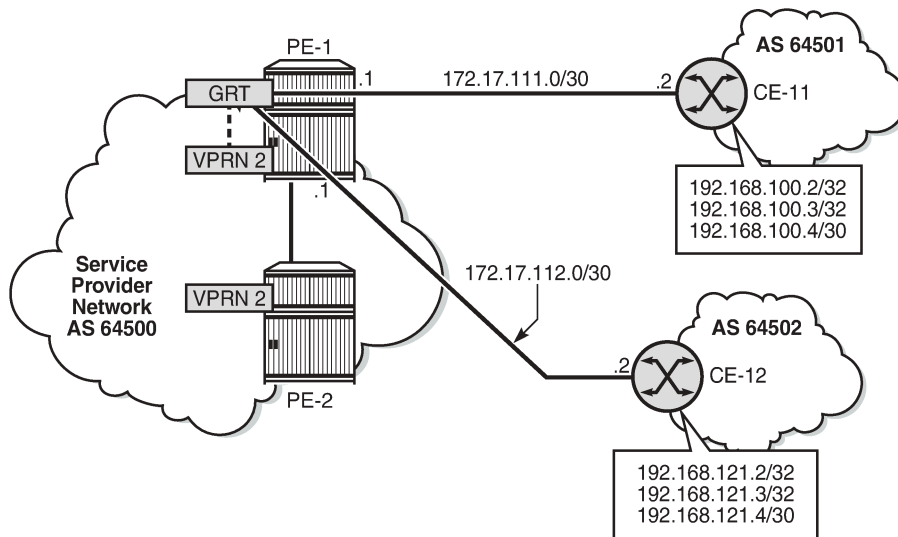 PE-1
GRT
VPRN 2
.1
172.17.111.0/30
.2
AS 64501
CE-11
192.168.100.2/32
192.168.100.3/32
192.168.100.4/30
.1
Service
Provider
Network
AS 64500
VPRN 2
PE-2
172.17.112.0/30
.2
AS 64502
CE-12
192.168.121.2/32
192.168.121.3/32
192.168.121.4/30